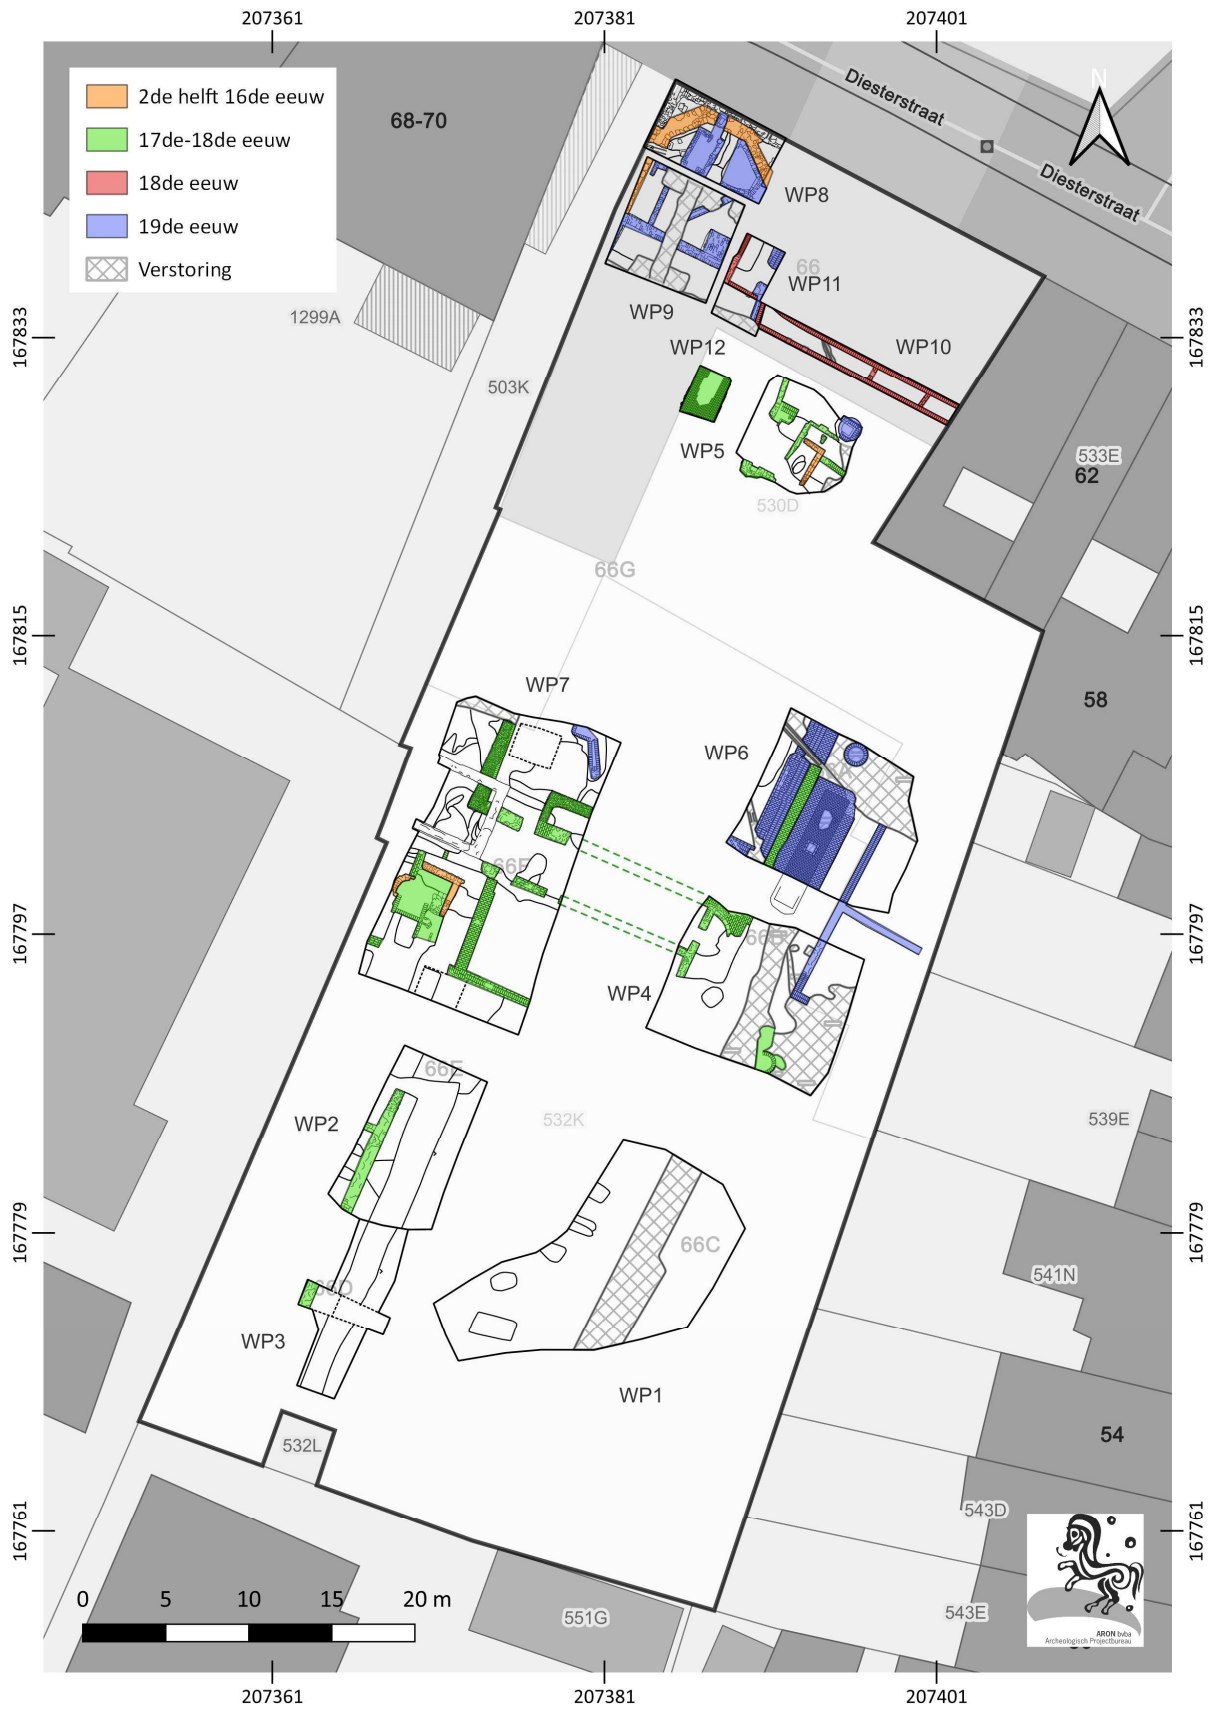 207361
207381
207401
2de helft 16de eeuw
17de-18de eeuw
18de eeuw
19de eeuw
Verstoring
68-70
Diesterstraat
Diesterstraat
N
WP8
66
WP11
WP9
1299A
167833
167833
WP12
WP10
503K
WP5
533E
62
530D
66G
167815
167815
WP7
58
WP6
66F
167797
167797
WP4
66E
WP2
532K
539E
66C
167779
167779
541N
WP3
WP1
54
532L
543D
167761
167761
0 5 10 15 20 m
551G
543E
ARON bvba
Archeologisch Projectbureau
207361
207381
207401